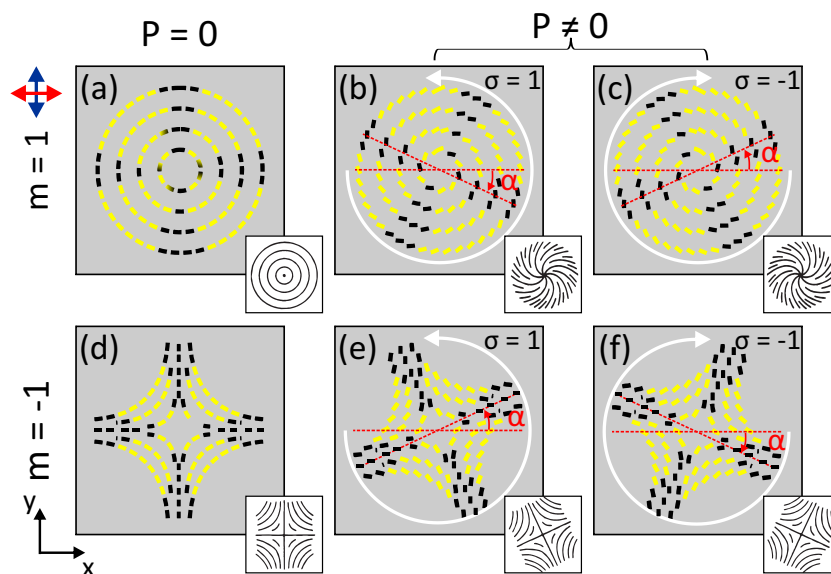 P = 0
P ≠ 0
m = 1
(a)
(b)
σ = 1
α
(c)
σ = -1
α
m = -1
(d)
(e)
σ = 1
α
(f)
σ = -1
α
y
x